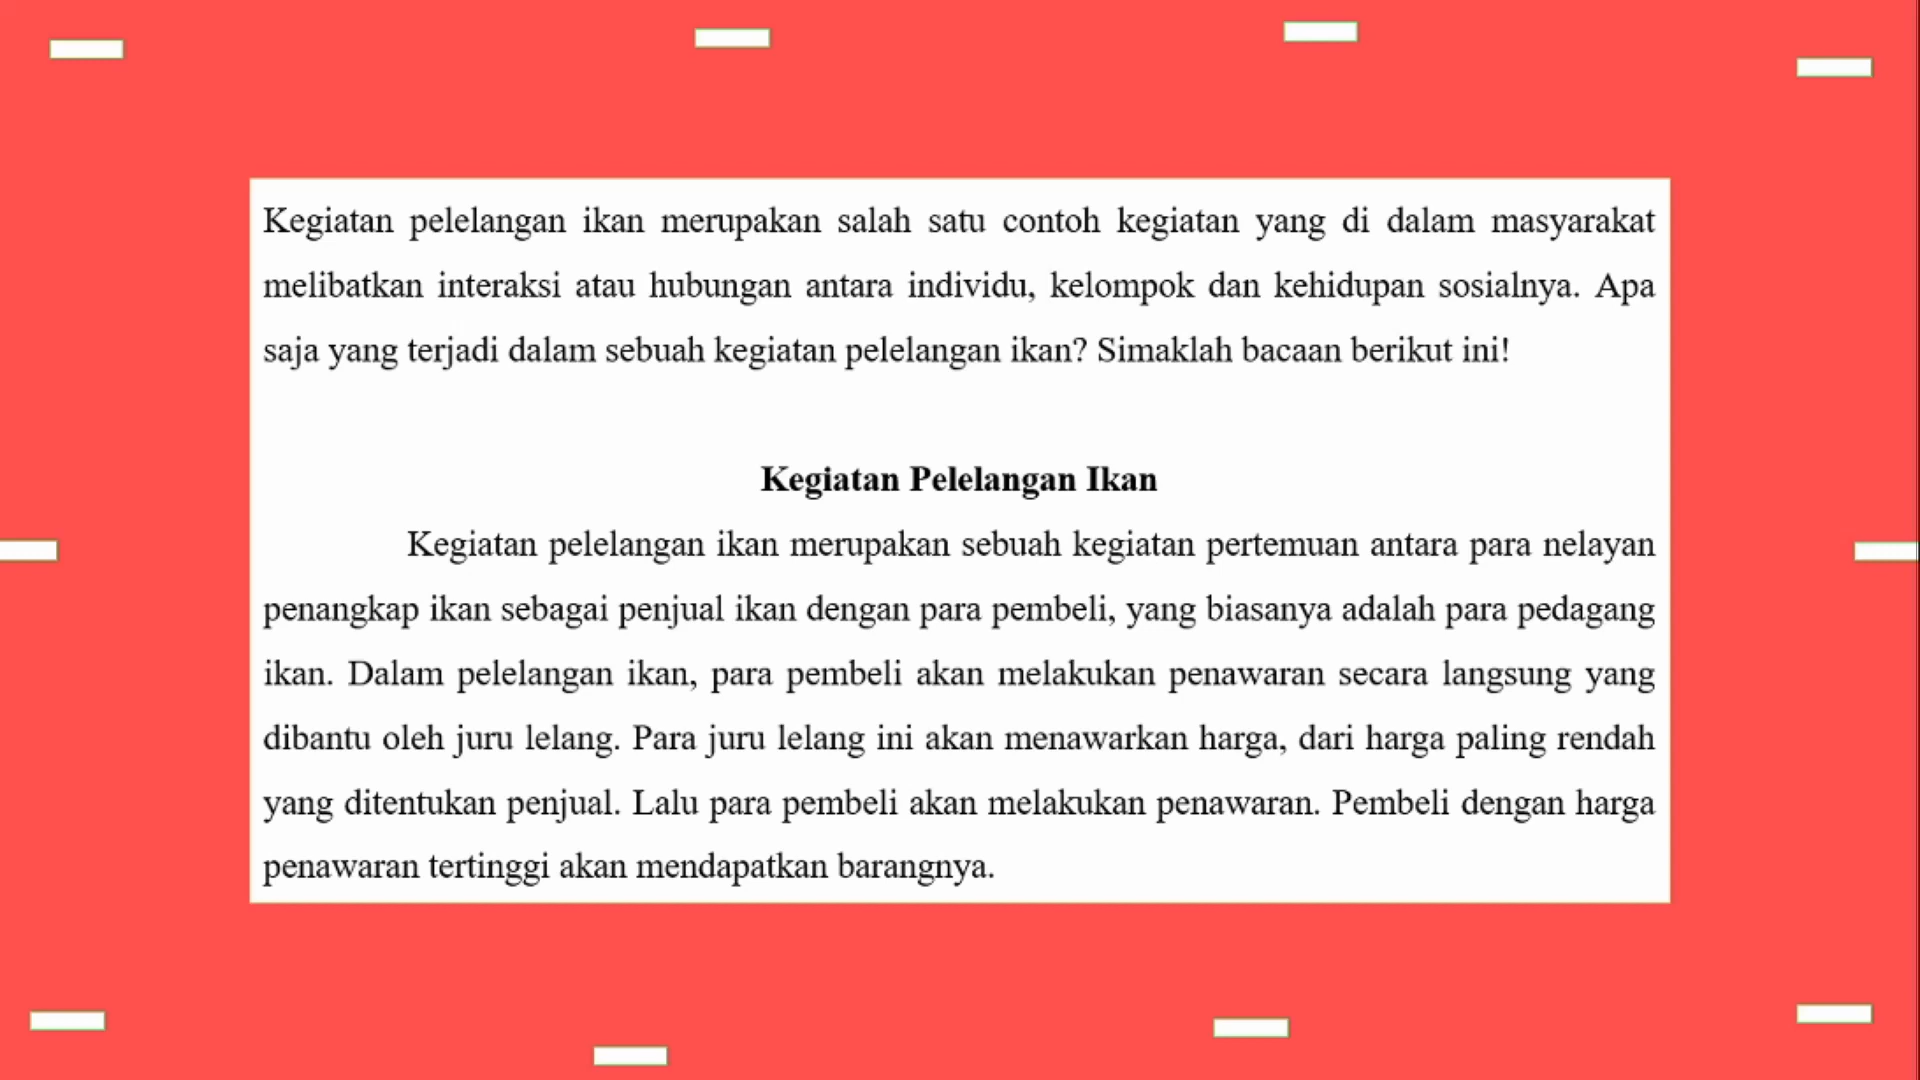 Kegiatan pelelangan ikan merupakan salah satu contoh kegiatan yang di dalam masyarakat
melibatkan interaksi atau hubungan antara individu, kelompok dan kehidupan sosialnya. Apa
saja yang terjadi dalam sebuah kegiatan pelelangan ikan? Simaklah bacaan berikut ini!
Kegiatan Pelelangan Ikan
Kegiatan pelelangan ikan merupakan sebuah kegiatan pertemuan antara para nelayan
penangkap ikan sebagai penjual ikan dengan para pembeli, yang biasanya adalah para pedagang
ikan. Dalam pelelangan ikan, para pembeli akan melakukan penawaran secara langsung yang
dibantu oleh juru lelang. Para juru lelang ini akan menawarkan harga, dari harga paling rendah
yang ditentukan penjual. Lalu para pembeli akan melakukan penawaran. Pembeli dengan harga
penawaran tertinggi akan mendapatkan barangnya.